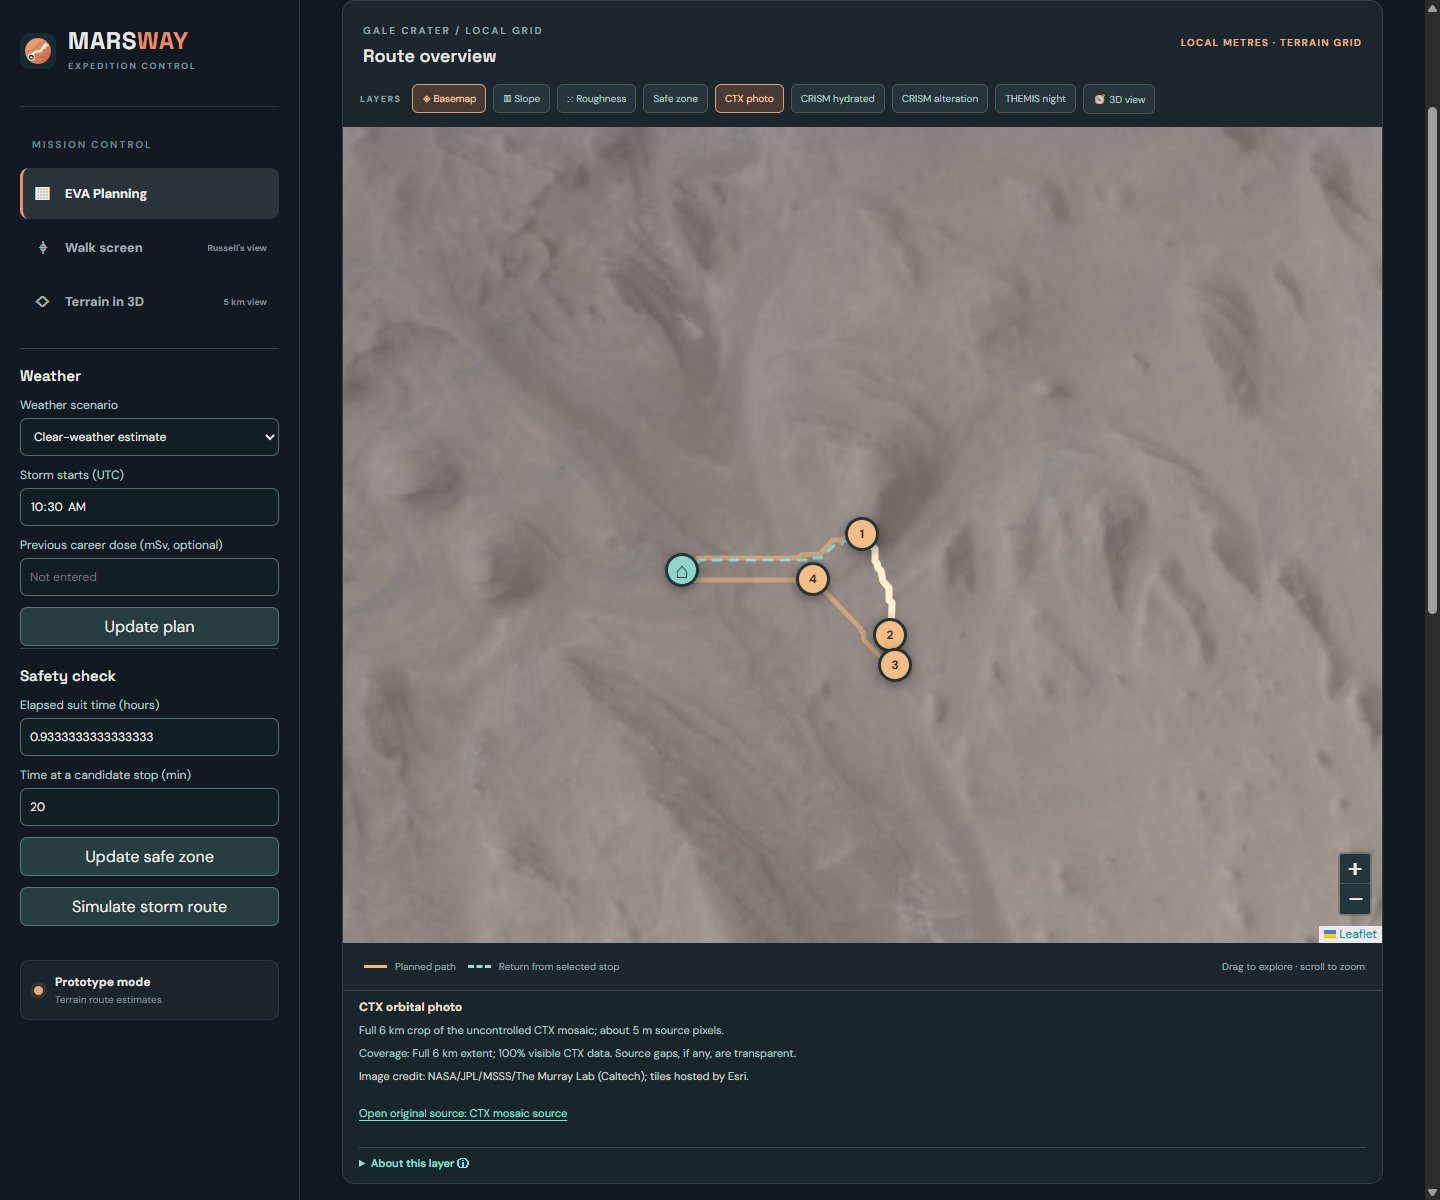 MARSWAY
EXPEDITION CONTROL
MISSION CONTROL
EVA Planning
Walk screen Russell's view
Terrain in 3D 5 km view
Weather
Weather scenario
Clear-weather estimate
Storm starts (UTC)
10:30 AM
Previous career dose (mSv, optional)
Not entered
Update plan
Safety check
Elapsed suit time (hours)
0.9333333333333333
Time at a candidate stop (min)
20
Update safe zone
Simulate storm route
Prototype mode
Terrain route estimates
GALE CRATER / LOCAL GRID
Route overview
LOCAL METRES · TERRAIN GRID
LAYERS Basemap Slope Roughness Safe zone CTX photo CRISM hydrated CRISM alteration THEMIS night 3D view
1
4
2
3
+
−
Leaflet
Planned path Return from selected stop Drag to explore · scroll to zoom
CTX orbital photo
Full 6 km crop of the uncontrolled CTX mosaic; about 5 m source pixels.
Coverage: Full 6 km extent; 100% visible CTX data. Source gaps, if any, are transparent.
Image credit: NASA/JPL/MSSS/The Murray Lab (Caltech); tiles hosted by Esri.
Open original source: CTX mosaic source
About this layer